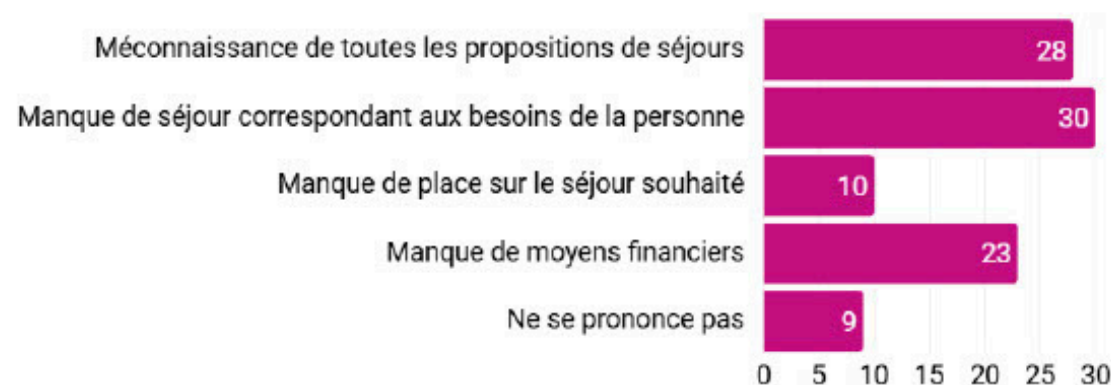 Méconnaissance de toutes les propositions de séjours 28
Manque de séjour correspondant aux besoins de la personne 30
Manque de place sur le séjour souhaité 10
Manque de moyens financiers 23
Ne se prononce pas 9
0 5 10 15 20 25 30